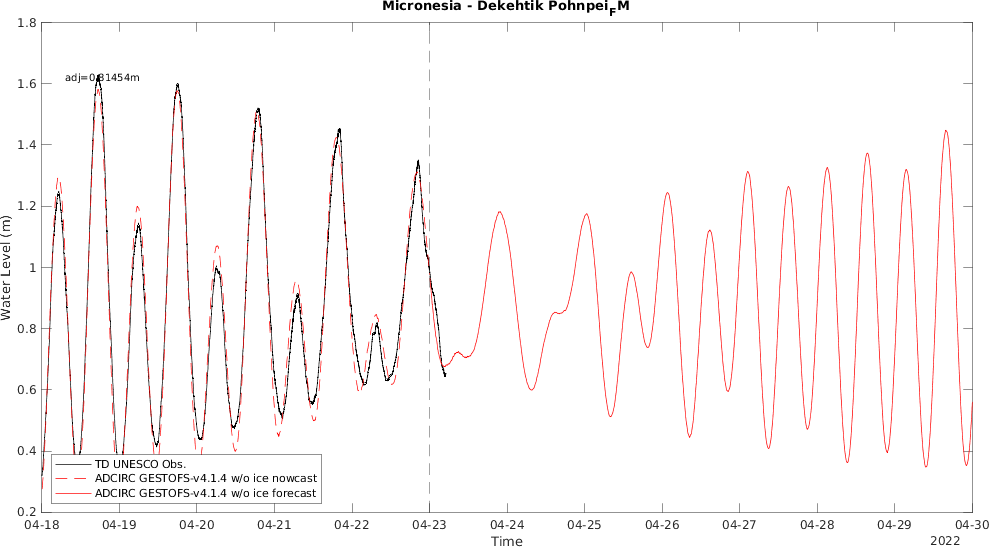 Micronesia - Dekehtik Pohnpei_FM
1.8
1.6
1.4
1.2
1
0.8
0.6
0.4
0.2
Water Level (m)
adj=0.81454m
TD UNESCO Obs.
ADCIRC GESTOFS-v4.1.4 w/o ice nowcast
ADCIRC GESTOFS-v4.1.4 w/o ice forecast
04-18 04-19 04-20 04-21 04-22 04-23 04-24 04-25 04-26 04-27 04-28 04-29 04-30
Time
2022